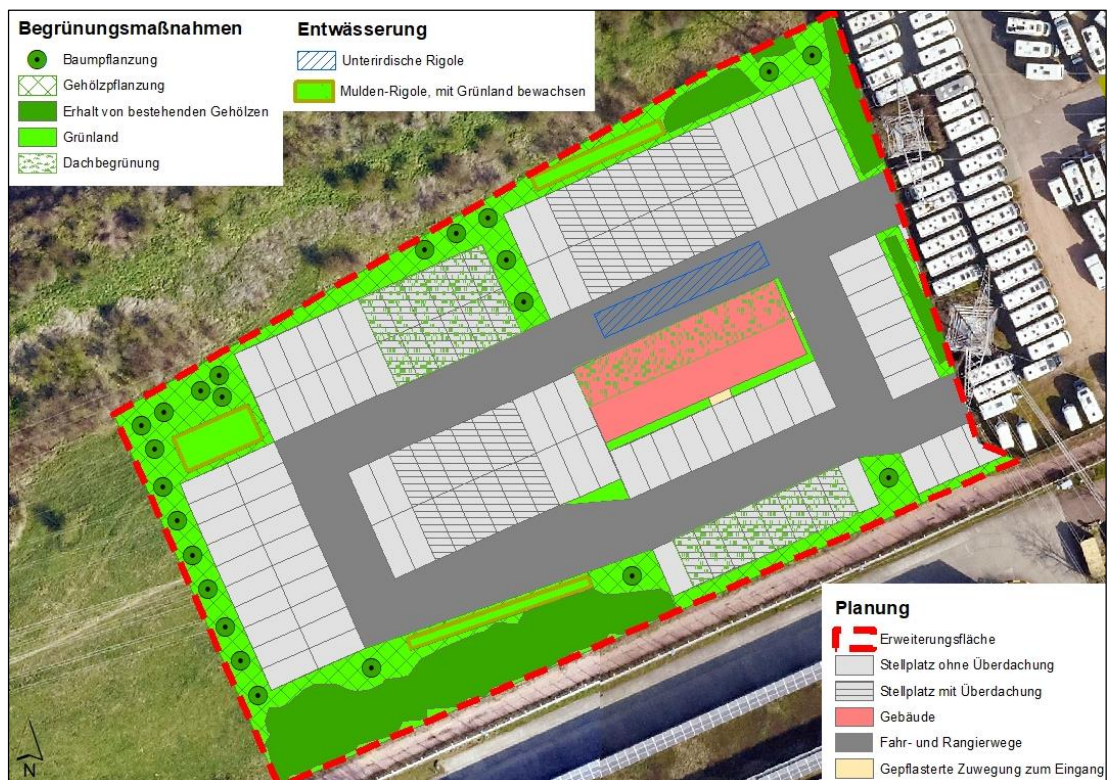 Begrünungsmaßnahmen
Baumpflanzung
Gehölzpflanzung
Erhalt von bestehenden Gehölzen
Grünland
Dachbegrünung
Entwässerung
Unterirdische Rigole
Mulden-Rigole, mit Grünland bewachsen
Planung
Erweiterungsfläche
Stellplatz ohne Überdachung
Stellplatz mit Überdachung
Gebäude
Fahr- und Rangierwege
Gepflasterte Zuwegung zum Eingang
N